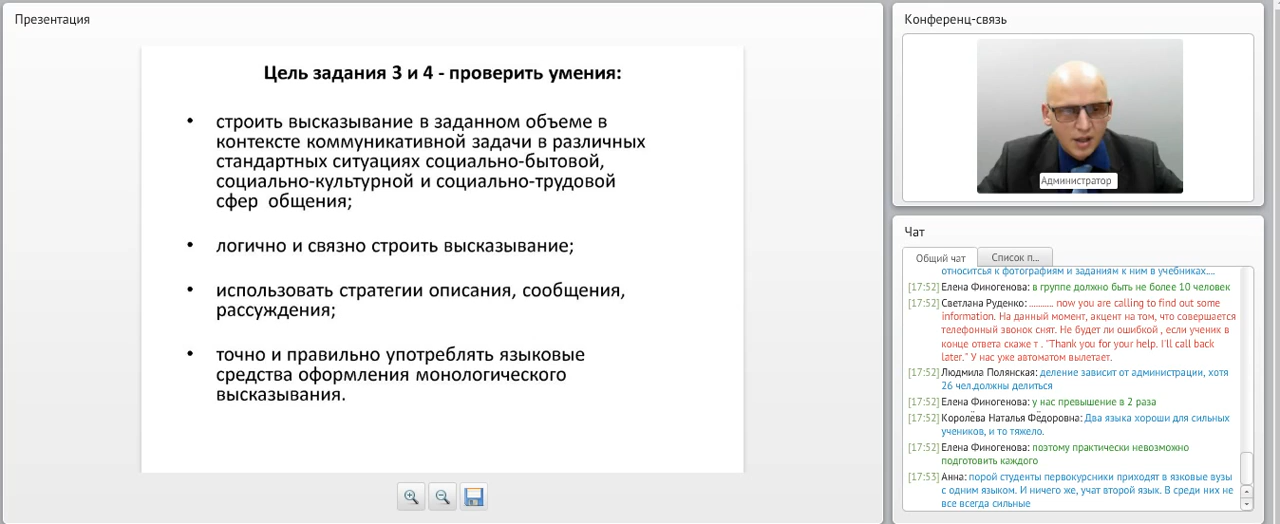 Презентация
Цель задания 3 и 4 - проверить умения:
• строить высказывание в заданном объеме в
контексте коммуникативной задачи в различных
стандартных ситуациях социально-бытовой,
социально-культурной и социально-трудовой
сфер общения;
• логично и связно строить высказывание;
• использовать стратегии описания, сообщения,
рассуждения;
• точно и правильно употреблять языковые
средства оформления монологического
высказывания.
Конференц-связь
Администратор
Чат
Общий чат
Список п...
относиться к фотографиям и заданиям к ним в учебниках....
[17:52] Елена Финогенова: в группе должно быть не более 10 человек
[17:52] Светлана Руденко: ........... now you are calling to find out some
information. На данный момент, акцент на том, что совершается
телефонный звонок снят. Не будет ли ошибкой , если ученик в
конце ответа скаже т . "Thank you for your help. I'll call back
later." У нас уже автоматом вылетает.
[17:52] Людмила Полянская: деление зависит от администрации, хотя
26 чел.должны делиться
[17:52] Елена Финогенова: у нас превышение в 2 раза
[17:52] Королёва Наталья Фёдоровна: Два языка хороши для сильных
учеников, и то тяжело.
[17:52] Елена Финогенова: поэтому практически невозможно
подготовить каждого
[17:53] Анна: порой студенты первокурсники приходят в язковые вузы
с одним языком. И ничего же, учат второй язык. В среди них не
все всегда сильные